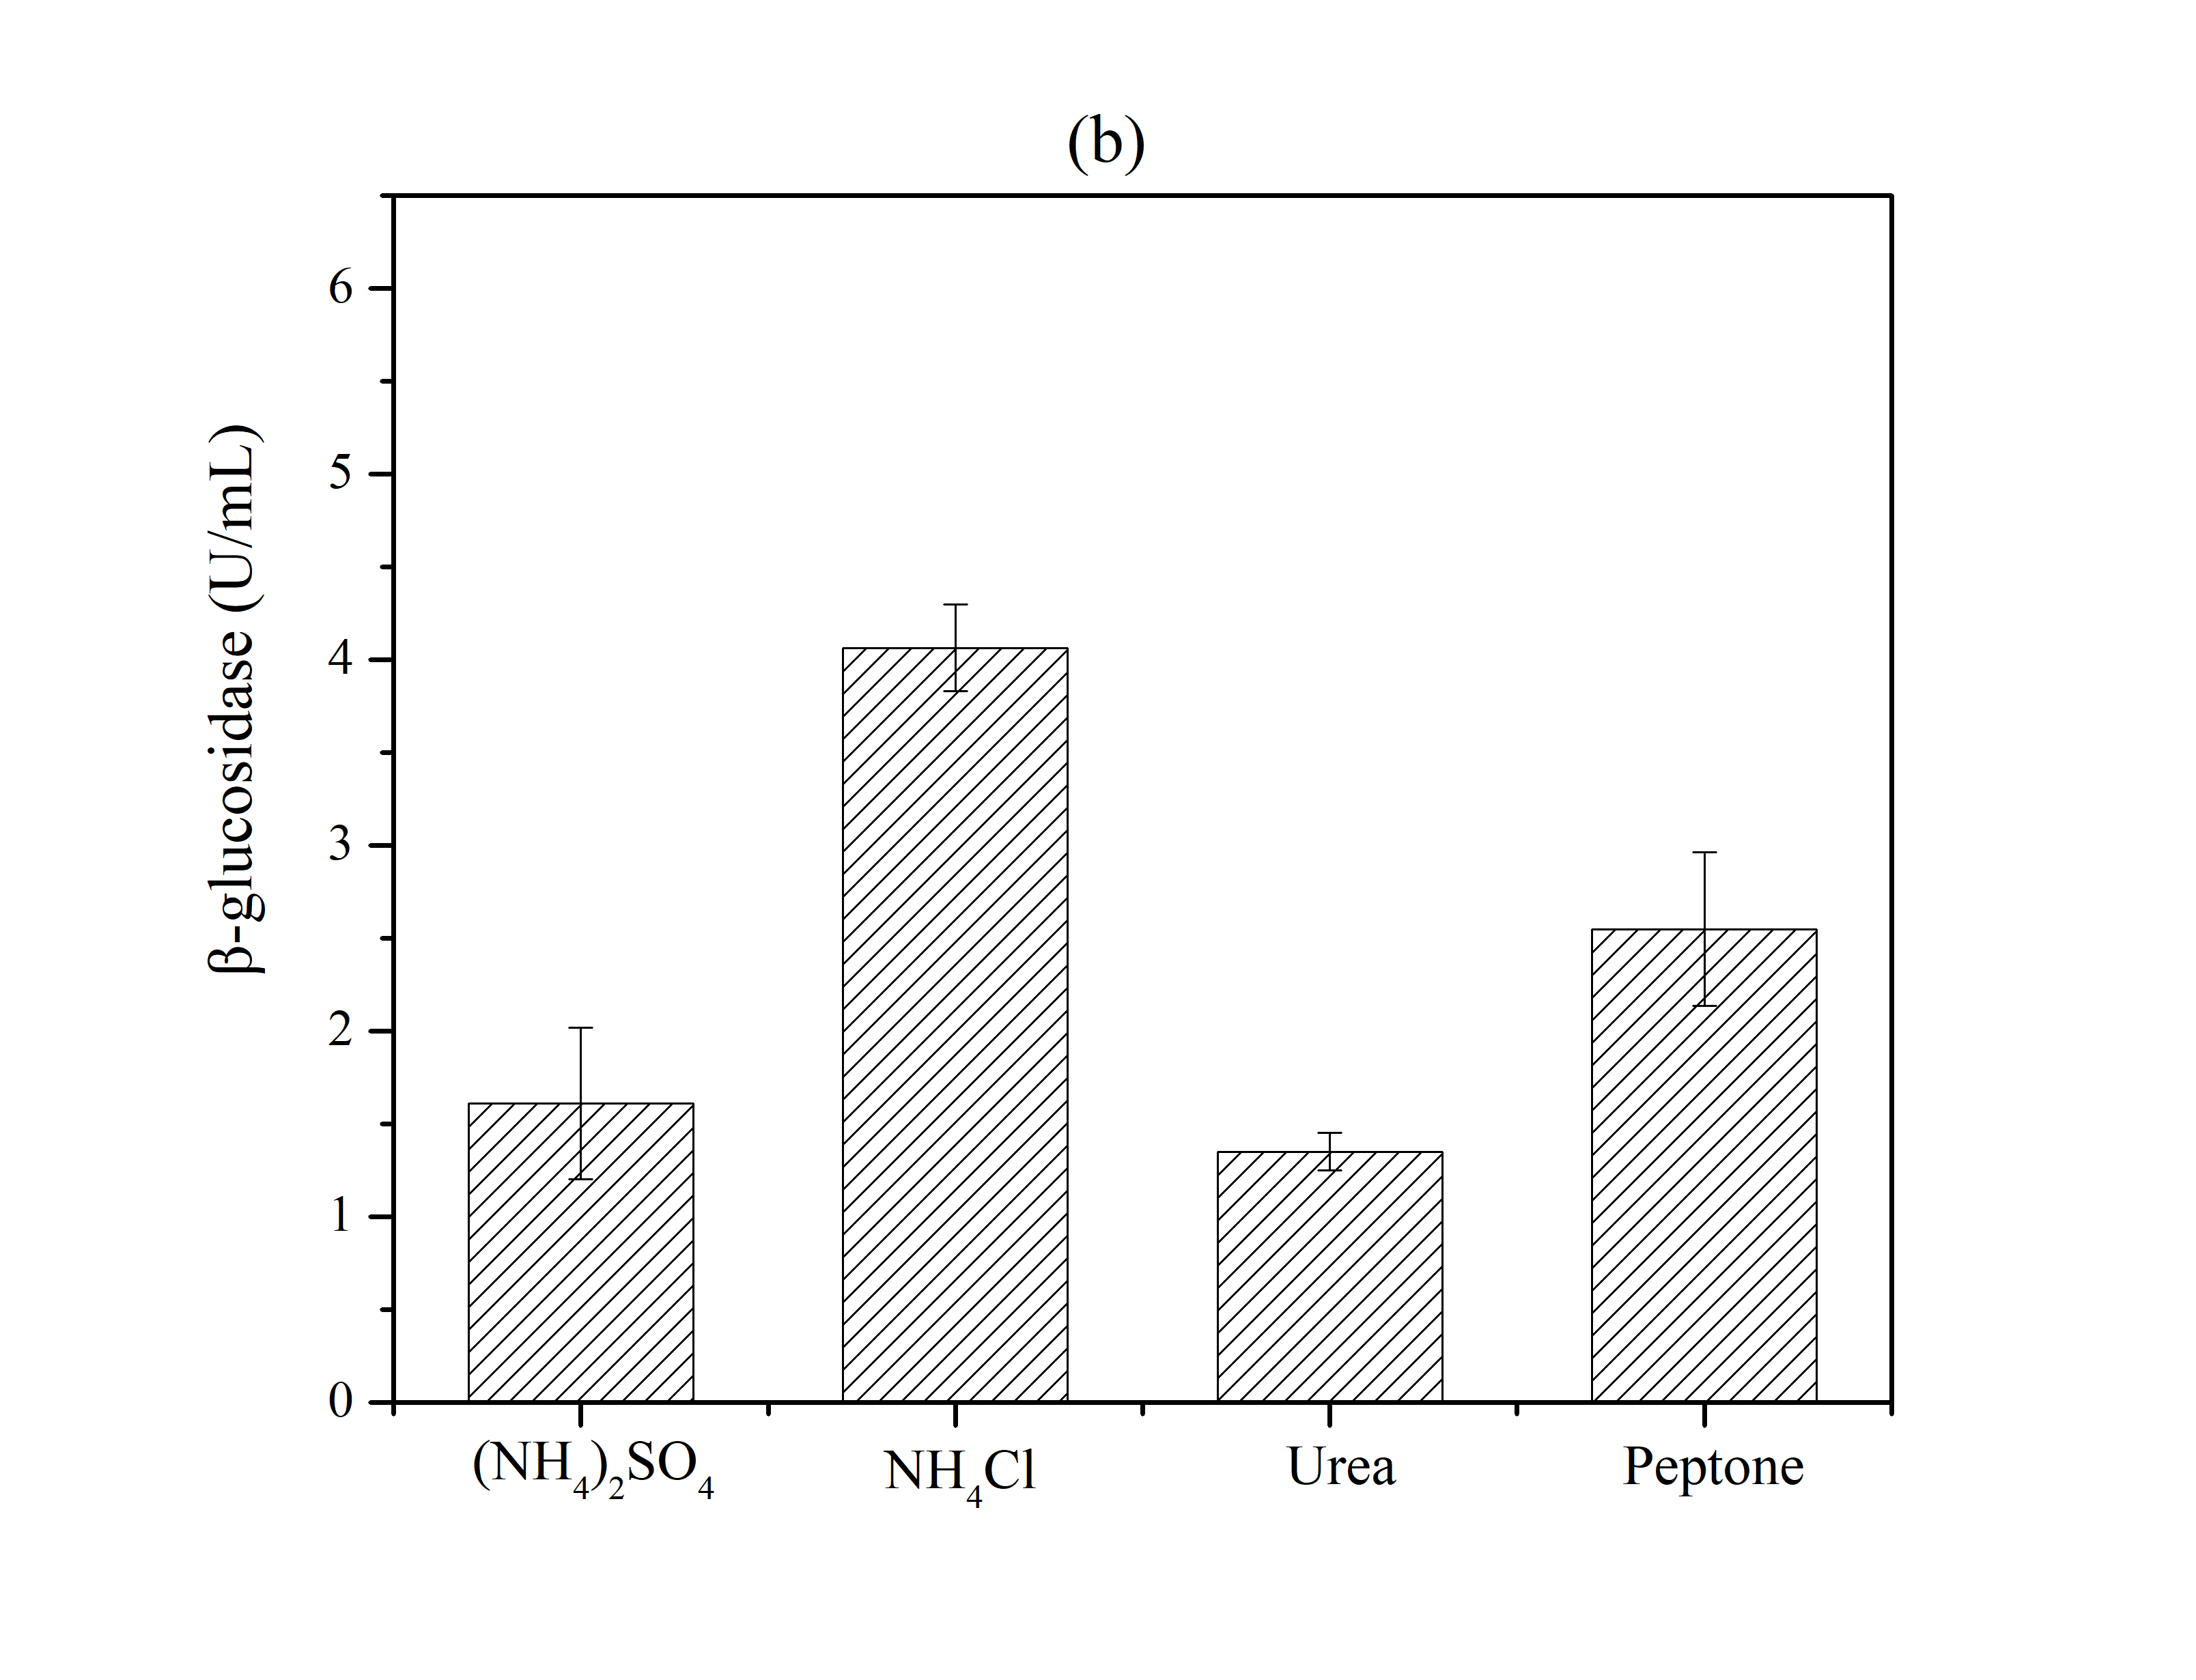 (b)
β-glucosidase (U/mL)
6
5
4
3
2
1
0
(NH₄)₂SO₄
NH₄Cl
Urea
Peptone